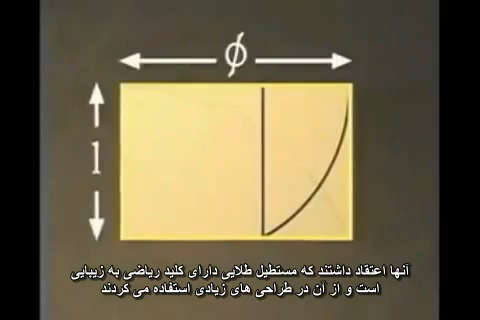 ϕ
1
آنها اعتقاد داشتند که مستطیل طلایی دارای کلید ریاضی به زیبایی
است و از آن در طراحی های زیادی استفاده می کردند